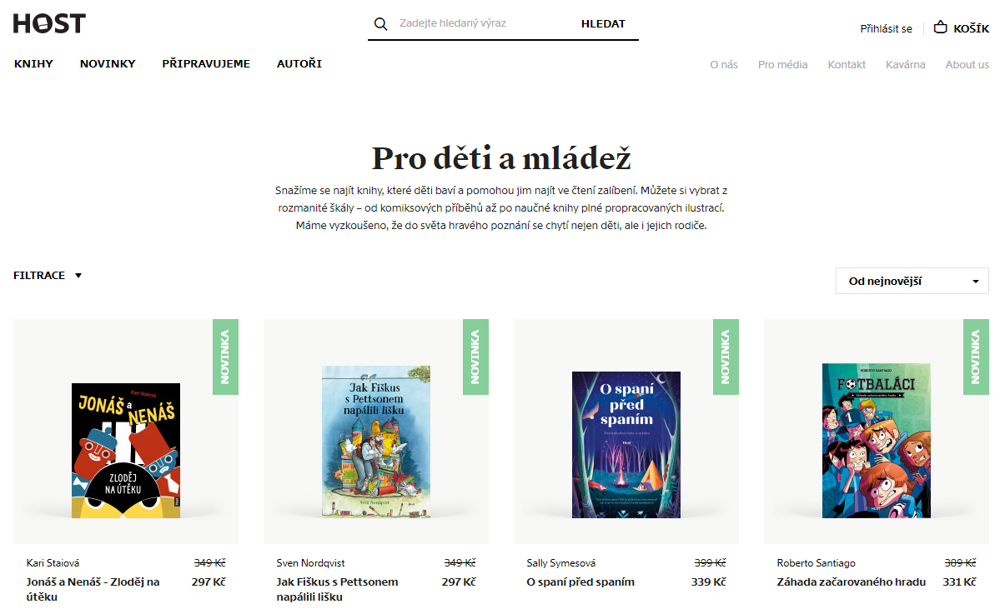 HOST
Zadejte hledaný výraz
HLEDAT
Přihlásit se
KOŠÍK
KNIHY
NOVINKY
PŘIPRAVUJEME
AUTOŘI
O nás
Pro média
Kontakt
Kavárna
About us
Pro děti a mládež
Snažíme se najít knihy, které děti baví a pomohou jim najít ve čtení zalíbení. Můžete si vybrat z
rozmanité škály – od komiksových příběhů až po naučné knihy plné propracovaných ilustrací.
Máme vyzkoušeno, že do světa hravého poznání se chytí nejen děti, ale i jejich rodiče.
FILTRACE
Od nejnovější
NOVINKA
Kari Staiová
JONÁŠ a
NENÁŠ
ZLODĚJ
NA ÚTĚKU
NOVINKA
Jak Fiškus
s Pettsonem
napálili lišku
Sven Nordqvist
Host
NOVINKA
O spaní
před
spaním
Host
NOVINKA
ROBERTO SANTIAGO
FOTBALÁCI
Záhada začarovaného hradu
HOST
Kari Staiová
349 Kč
Jonáš a Nenáš - Zloděj na
útěku
297 Kč
Sven Nordqvist
349 Kč
Jak Fiškus s Pettsonem
napálili lišku
297 Kč
Sally Symesová
399 Kč
O spaní před spaním
339 Kč
Roberto Santiago
389 Kč
Záhada začarovaného hradu
331 Kč